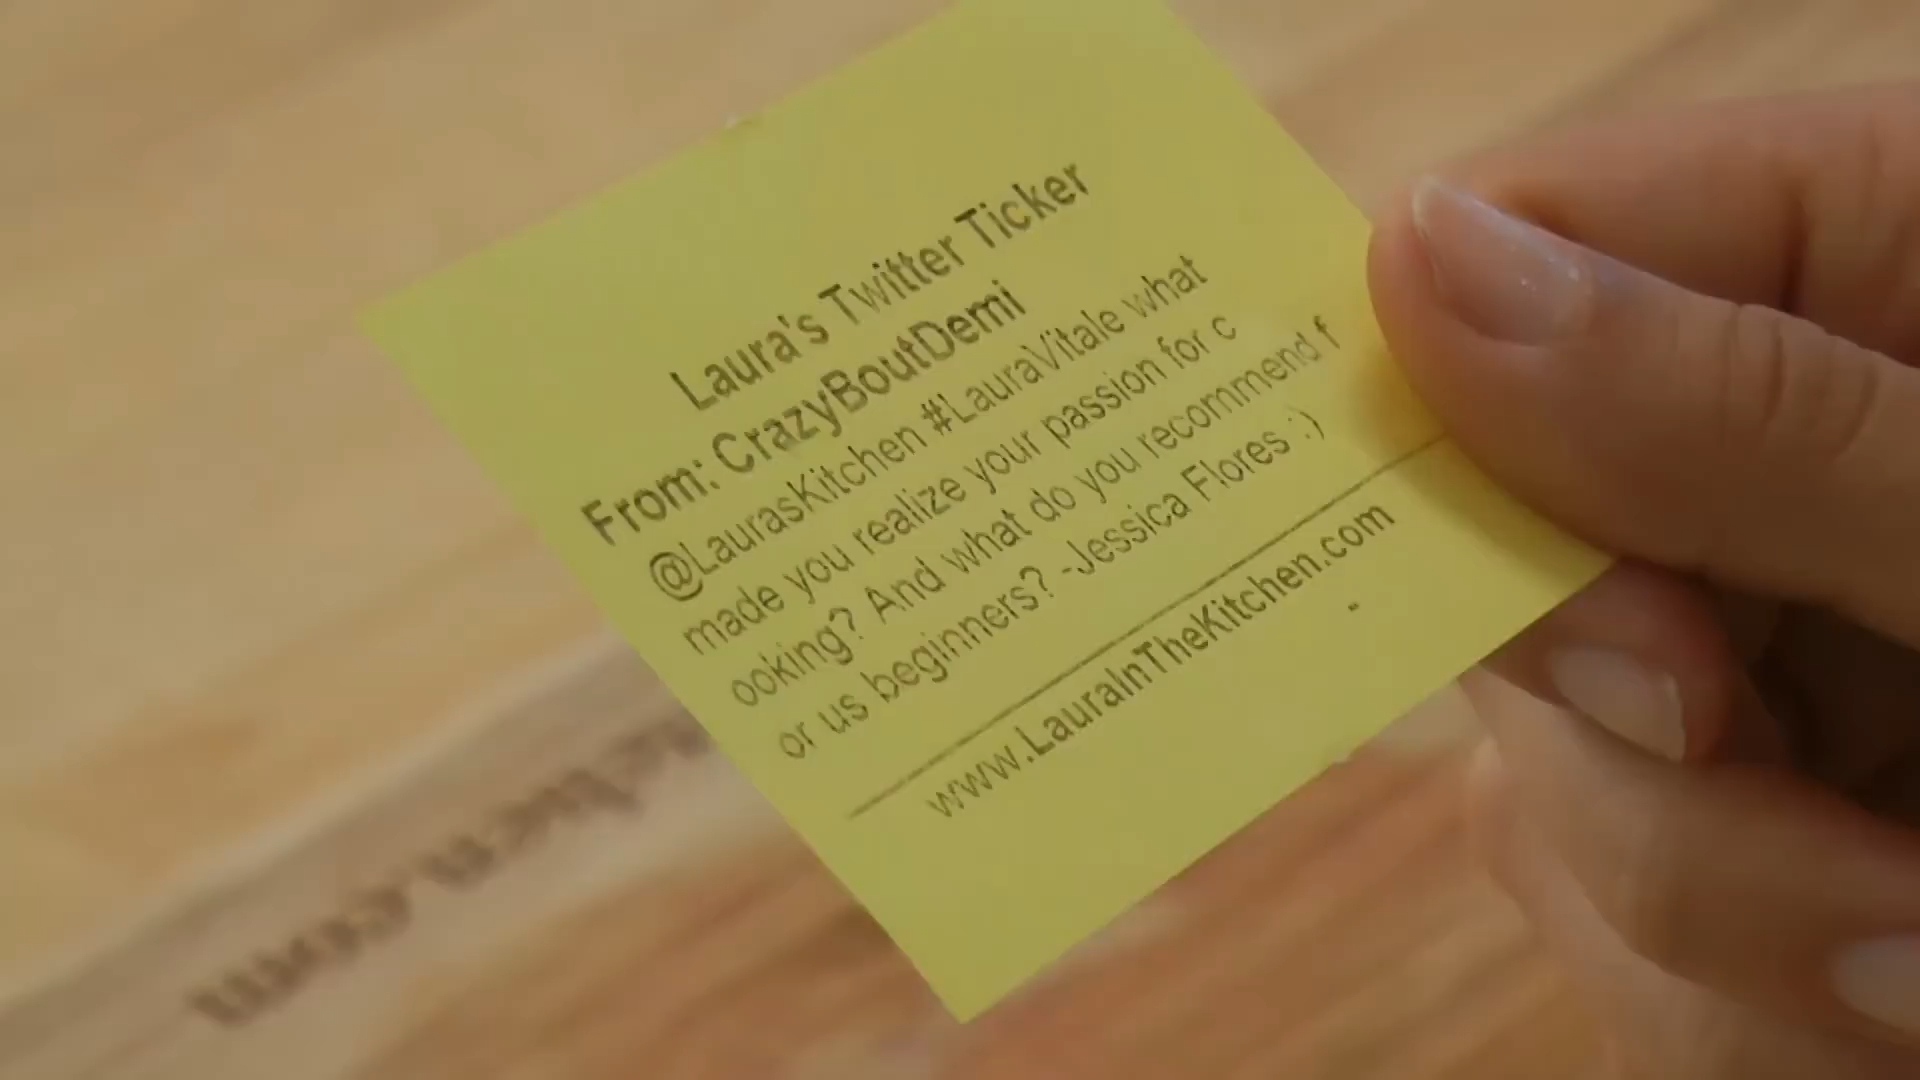 Laura's Twitter Ticker
From: CrazyBoutDemi
@LaurasKitchen #LauraVitale what
made you realize your passion for c
ooking? And what do you recommend f
or us beginners? -Jessica Flores :)
www.LauraInTheKitchen.com